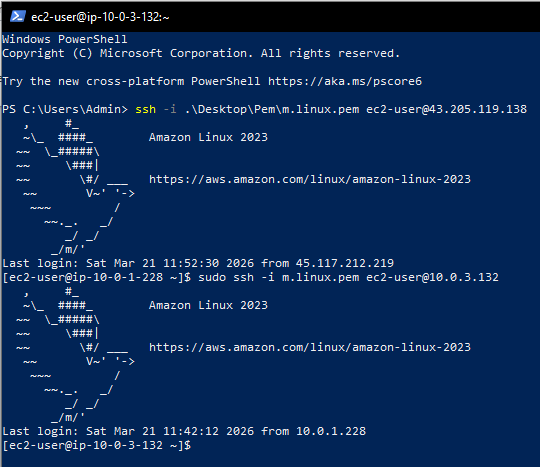 ec2-user@ip-10-0-3-132:~
Windows PowerShell
Copyright (C) Microsoft Corporation. All rights reserved.
Try the new cross-platform PowerShell https://aka.ms/pscore6
PS C:\Users\Admin> ssh -i .\Desktop\Pem\m.linux.pem ec2-user@43.205.119.138
   ,     #_
   ~\_  ####_        Amazon Linux 2023
  ~~  \_#####\
  ~~     \###|
  ~~       \#/ ___   https://aws.amazon.com/linux/amazon-linux-2023
   ~~       V~' '->
    ~~~         /
      ~~._.   _/
         _/ _/
       _/m/'
Last login: Sat Mar 21 11:52:30 2026 from 45.117.212.219
[ec2-user@ip-10-0-1-228 ~]$ sudo ssh -i m.linux.pem ec2-user@10.0.3.132
   ,     #_
   ~\_  ####_        Amazon Linux 2023
  ~~  \_#####\
  ~~     \###|
  ~~       \#/ ___   https://aws.amazon.com/linux/amazon-linux-2023
   ~~       V~' '->
    ~~~         /
      ~~._.   _/
         _/ _/
       _/m/'
Last login: Sat Mar 21 11:42:12 2026 from 10.0.1.228
[ec2-user@ip-10-0-3-132 ~]$